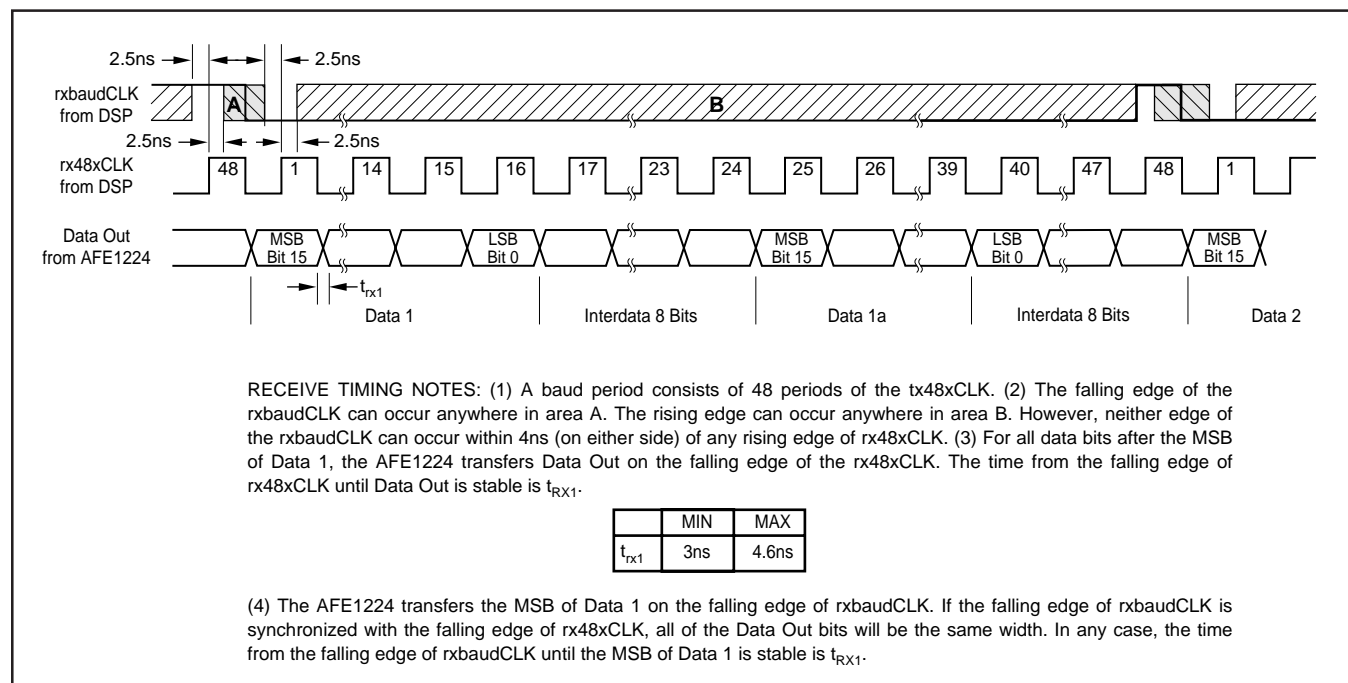 2.5ns 2.5ns
rxbaudCLK
from DSP
A B
2.5ns 2.5ns
rx48xCLK
from DSP
48 1 14 15 16 17 23 24 25 26 39 40 47 48 1
Data Out
from AFE1224
MSB
Bit 15
LSB
Bit 0
MSB
Bit 15
LSB
Bit 0
MSB
Bit 15
trx1
Data 1 Interdata 8 Bits Data 1a Interdata 8 Bits Data 2
RECEIVE TIMING NOTES: (1) A baud period consists of 48 periods of the tx48xCLK. (2) The falling edge of the
rxbaudCLK can occur anywhere in area A. The rising edge can occur anywhere in area B. However, neither edge of
the rxbaudCLK can occur within 4ns (on either side) of any rising edge of rx48xCLK. (3) For all data bits after the MSB
of Data 1, the AFE1224 transfers Data Out on the falling edge of the rx48xCLK. The time from the falling edge of
rx48xCLK until Data Out is stable is tRX1.
MIN MAX
trx1 3ns 4.6ns
(4) The AFE1224 transfers the MSB of Data 1 on the falling edge of rxbaudCLK. If the falling edge of rxbaudCLK is
synchronized with the falling edge of rx48xCLK, all of the Data Out bits will be the same width. In any case, the time
from the falling edge of rxbaudCLK until the MSB of Data 1 is stable is tRX1.